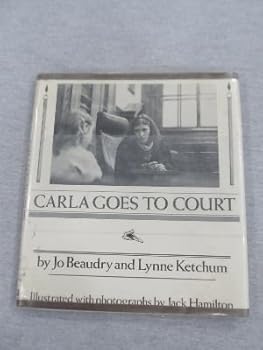 CARLA GOES TO COURT
by Jo Beaudry and Lynne Ketchum
Illustrated with photographs by Jack Hamilton